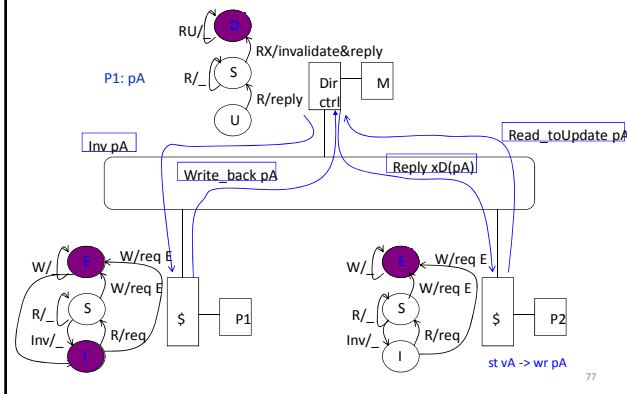 RU/_
D
RX/invalidate&reply
P1: pA
R/_
S
Dir
ctrl
M
R/reply
U
Inv pA
Read_toUpdate pA
Write_back pA
Reply xD(pA)
W/_
E
W/req E
W/req E
R/_
S
Inv/_
R/req
I
$
P1
W/_
E
W/req E
W/req E
R/_
S
Inv/_
R/req
I
$
P2
st vA -> wr pA
77